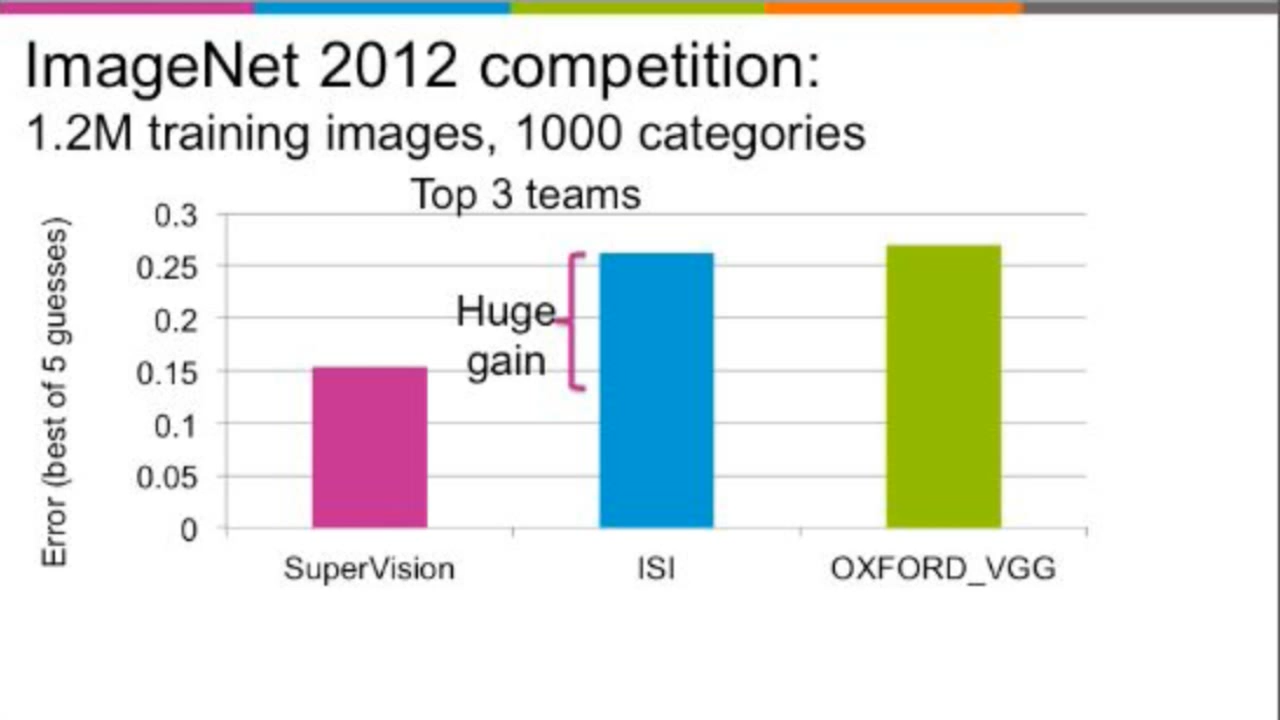 ImageNet 2012 competition:
1.2M training images, 1000 categories
Top 3 teams
Error (best of 5 guesses)
0.3
0.25
0.2
0.15
0.1
0.05
0
Huge
gain
SuperVision
ISI
OXFORD_VGG